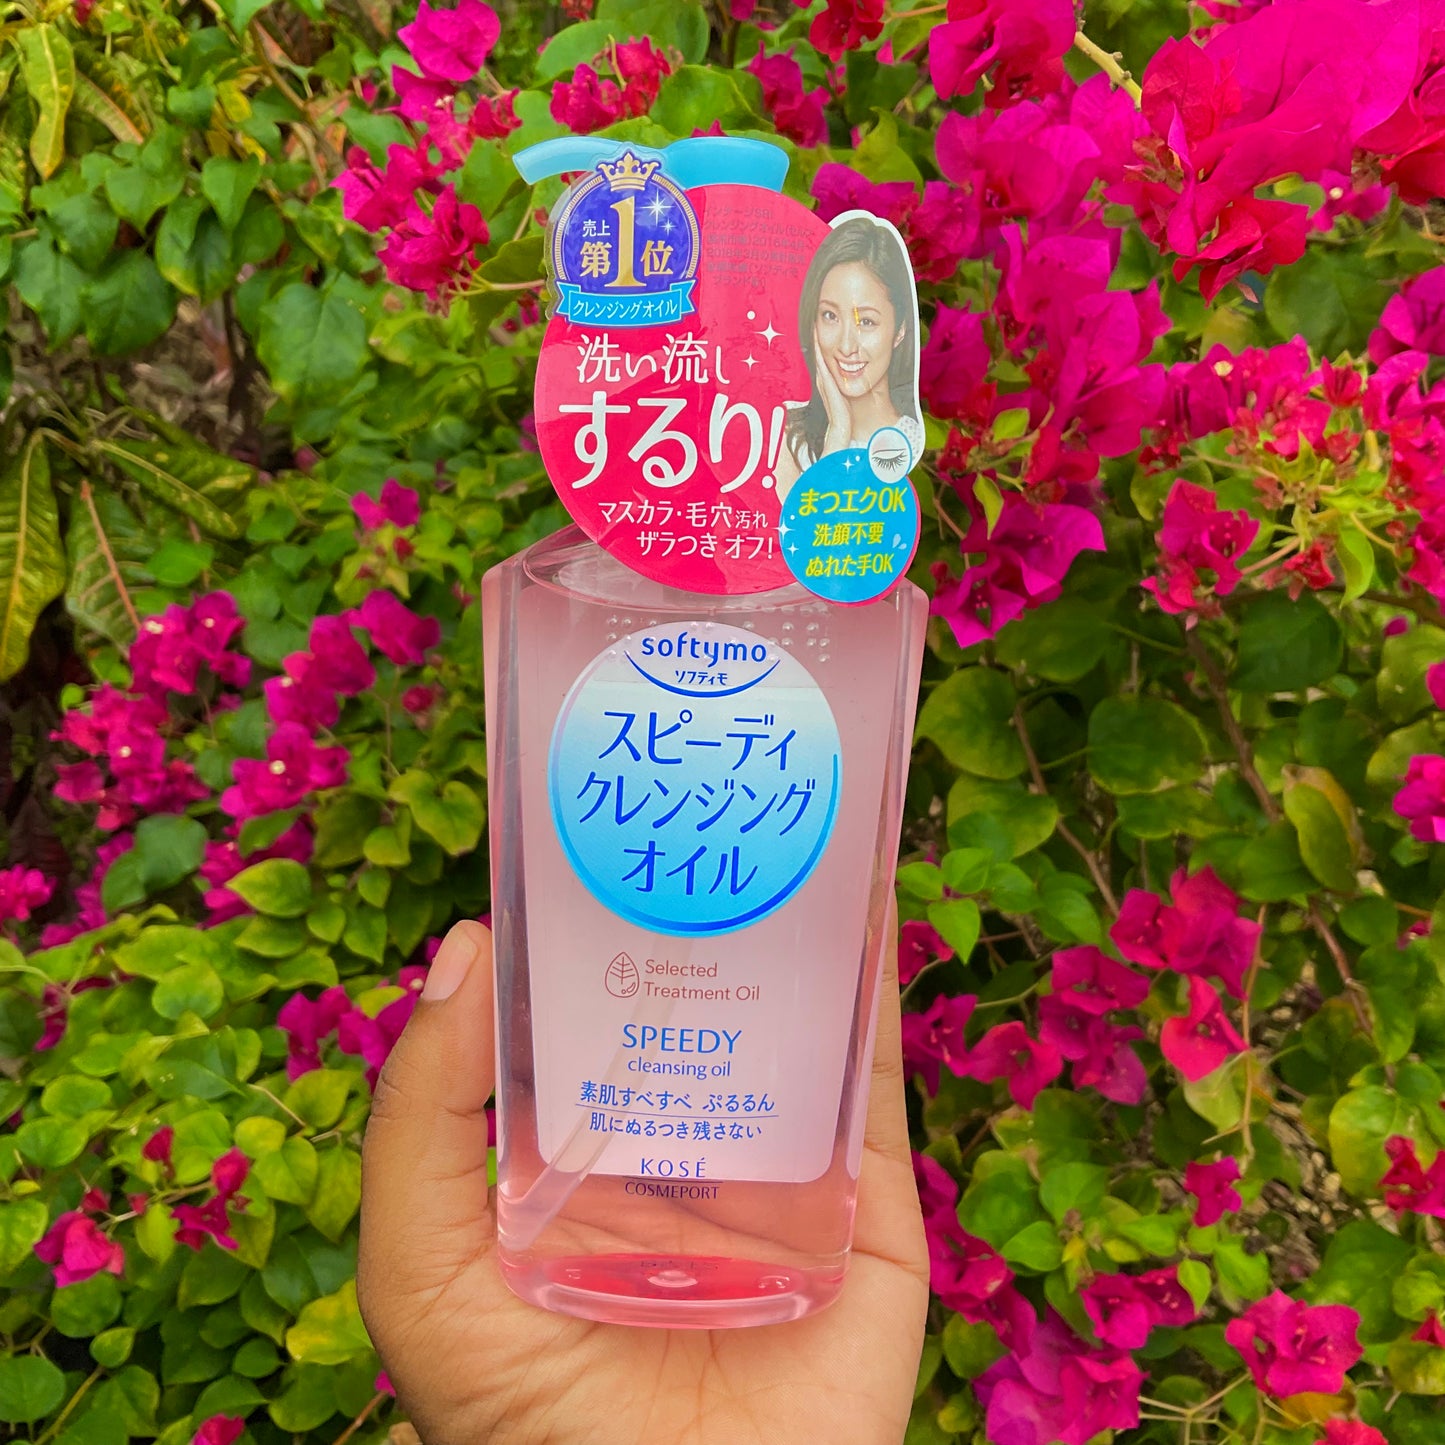 売上
第1位
クレンジングオイル
洗い流し
するり!
マスカラ・毛穴汚れ
ザラつきオフ!
まつエクOK
洗顔不要
ぬれた手OK
softymo
ソフティモ
スピーディ
クレンジング
オイル
Selected
Treatment Oil
SPEEDY
cleansing oil
素肌すべすべ ぷるるん
肌にぬるつき残さない
KOSÉ
COSMEPORT